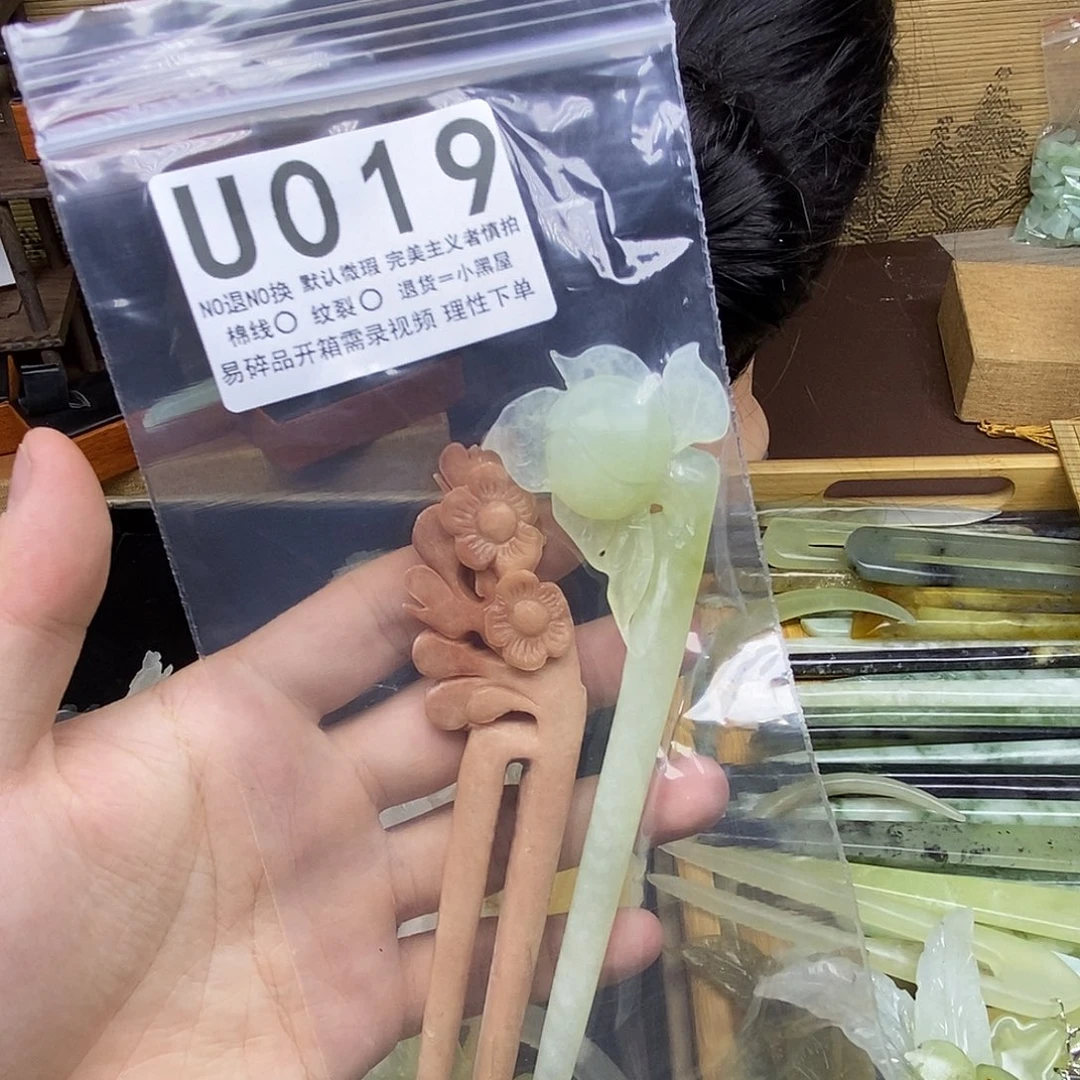 U019
NO退NO换 默认微瑕 完美主义者慎拍
棉线〇 纹裂〇 退货=小黑屋
易碎品开箱需录视频 理性下单